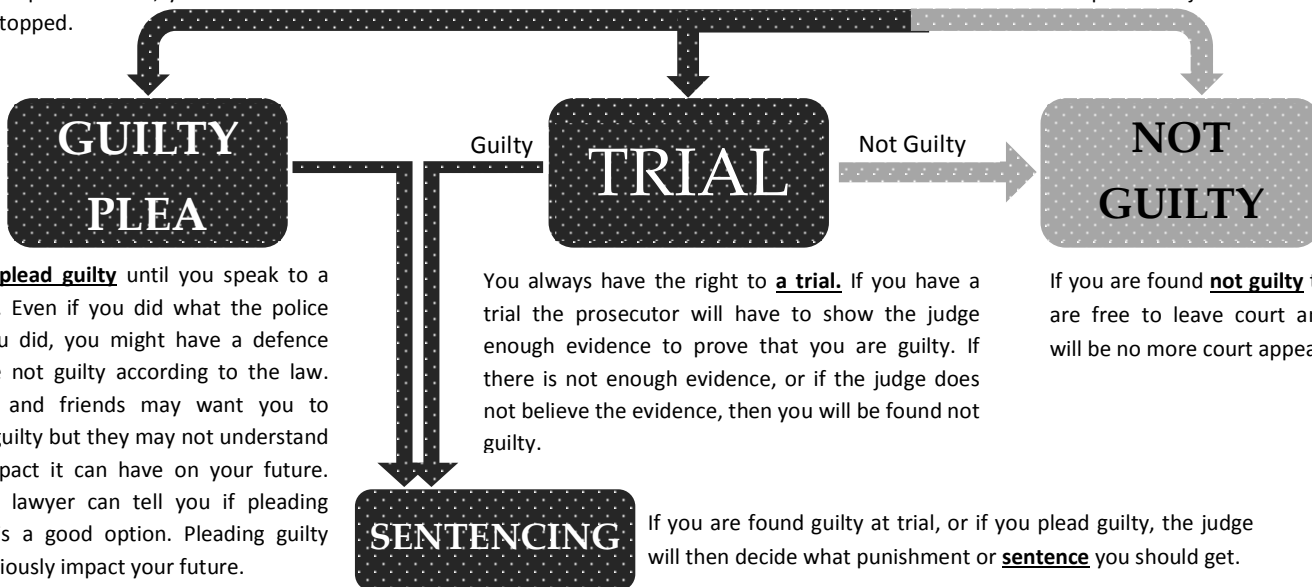 topped.
GUILTY
PLEA
Guilty
TRIAL
Not Guilty
NOT
GUILTY
plead guilty until you speak to a
. Even if you did what the police
u did, you might have a defence
e not guilty according to the law.
and friends may want you to
guilty but they may not understand
pact it can have on your future.
lawyer can tell you if pleading
s a good option. Pleading guilty
iously impact your future.
You always have the right to a trial. If you have a
trial the prosecutor will have to show the judge
enough evidence to prove that you are guilty. If
there is not enough evidence, or if the judge does
not believe the evidence, then you will be found not
guilty.
If you are found not guilty t
are free to leave court an
will be no more court appea
SENTENCING
If you are found guilty at trial, or if you plead guilty, the judge
will then decide what punishment or sentence you should get.